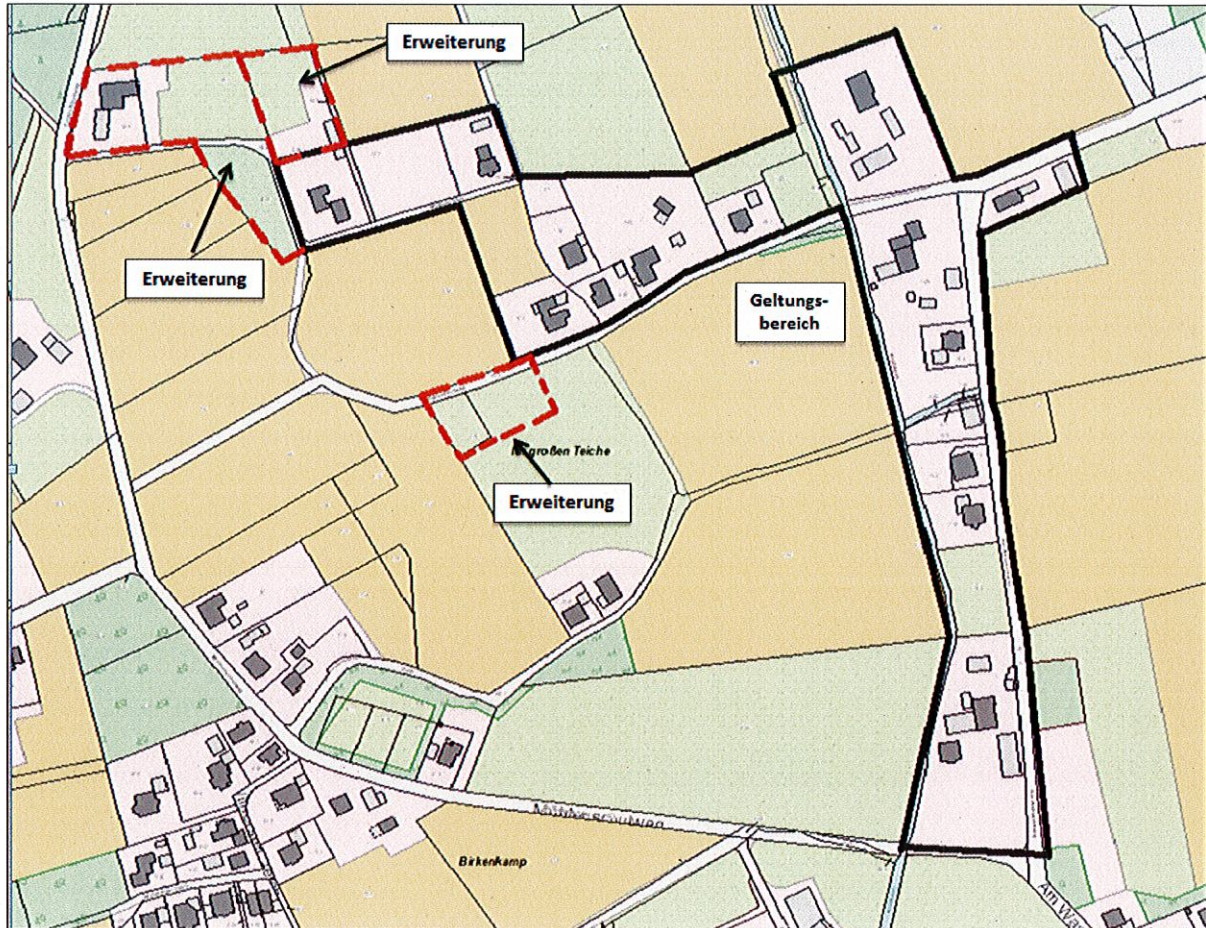 Erweiterung
Erweiterung
Geltungs-
bereich
großen Teiche
Erweiterung
Birkenkamp